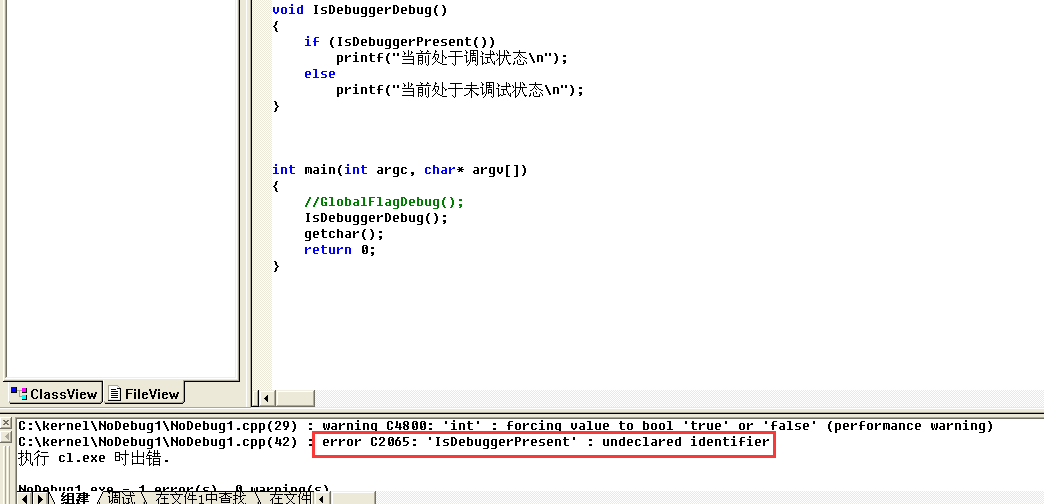 void IsDebuggerDebug()
{
if (IsDebuggerPresent())
printf("当前处于调试状态\n");
else
printf("当前处于未调试状态\n");
}
int main(int argc, char* argv[])
{
//GlobalFlagDebug();
IsDebuggerDebug();
getchar();
return 0;
}
ClassView FileView
C:\kernel\NoDebug1\NoDebug1.cpp(29) : warning C4800: 'int' : forcing value to bool 'true' or 'false' (performance warning)
C:\kernel\NoDebug1\NoDebug1.cpp(42) : error C2065: 'IsDebuggerPresent' : undeclared identifier
执行 cl.exe 时出错.
NoDebug1.exe - 1 error(s), 0 warning(s)
组建 调试 在文件1中查找 在文件